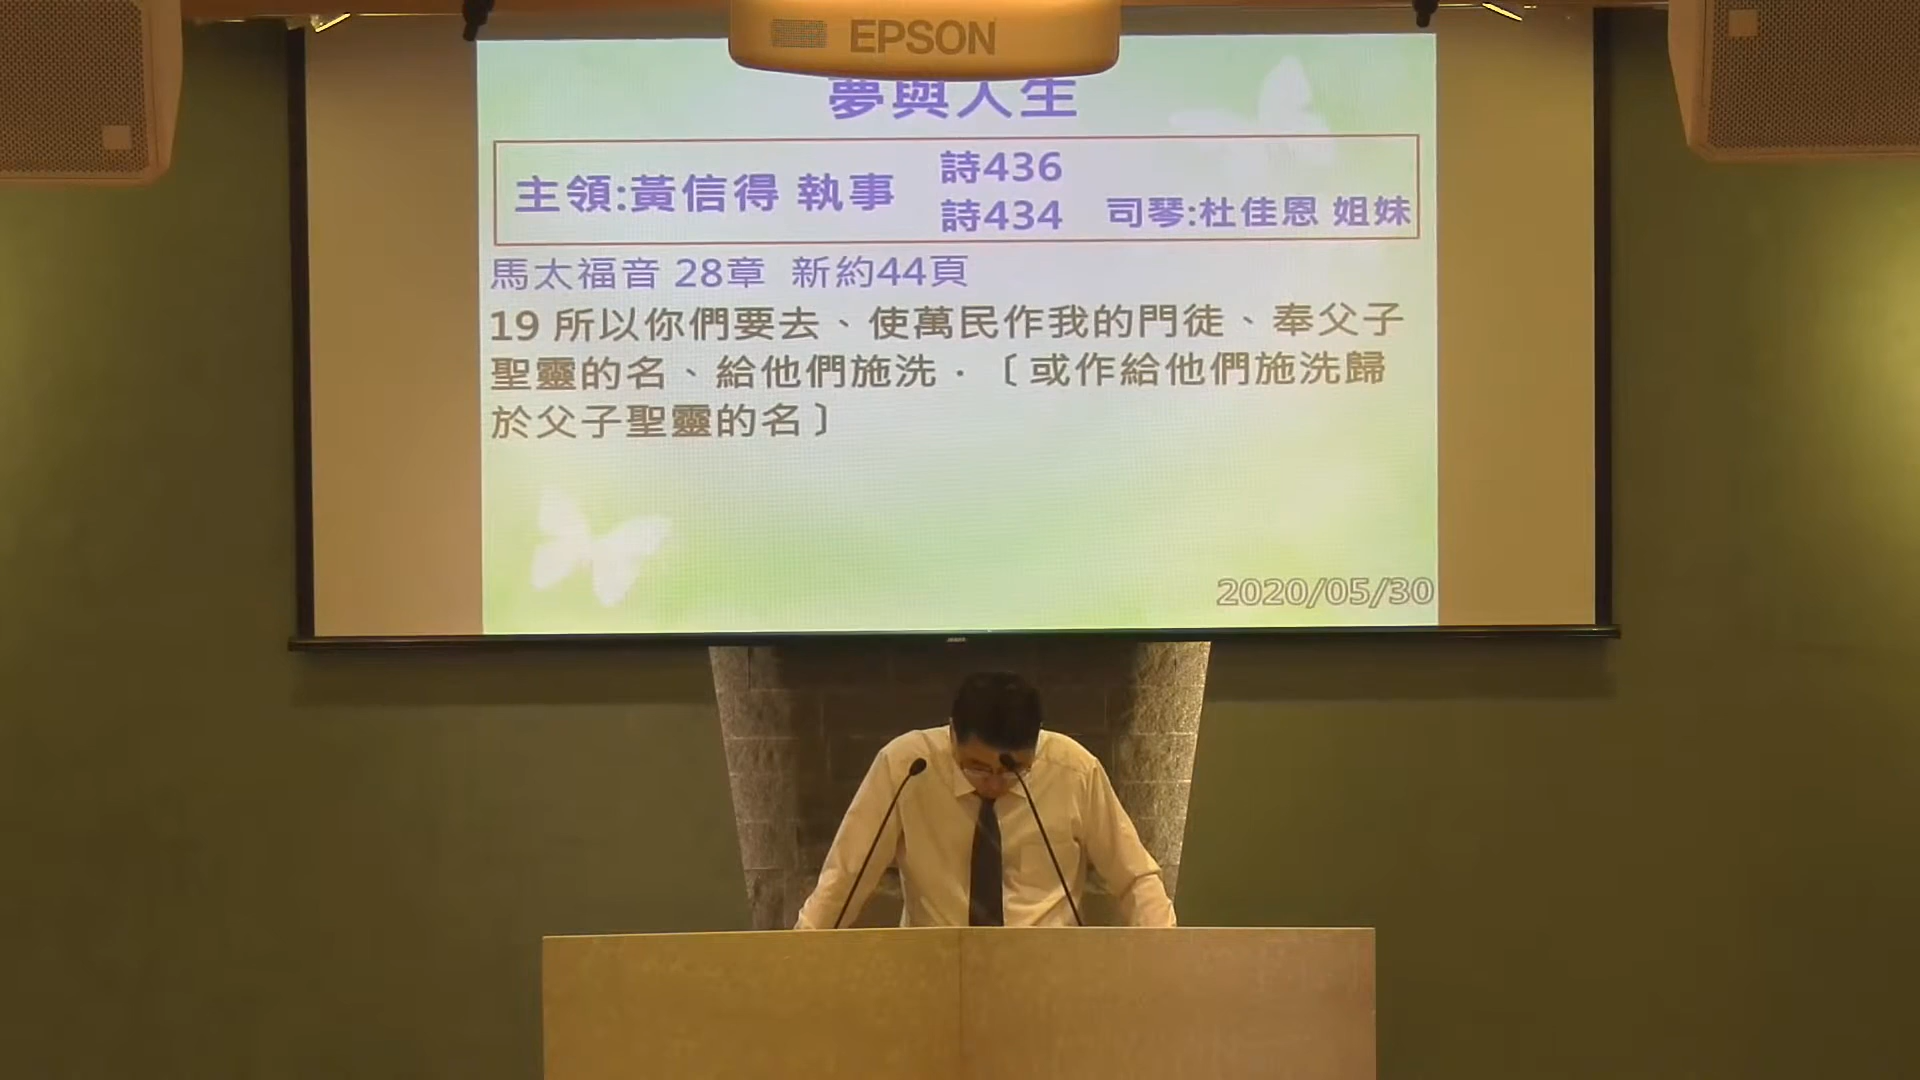 EPSON
夢與人生
主領:黃信得 執事
詩436
詩434
司琴:杜佳恩 姐妹
馬太福音 28章 新約44頁
19 所以你們要去、使萬民作我的門徒、奉父子
聖靈的名、給他們施洗．〔或作給他們施洗歸
於父子聖靈的名〕
2020/05/30